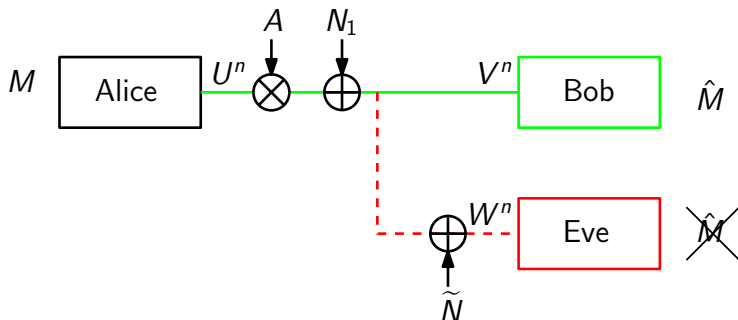 A N₁
M Alice Uⁿ Vⁿ Bob M̂
Wⁿ Eve M̂
Ñ